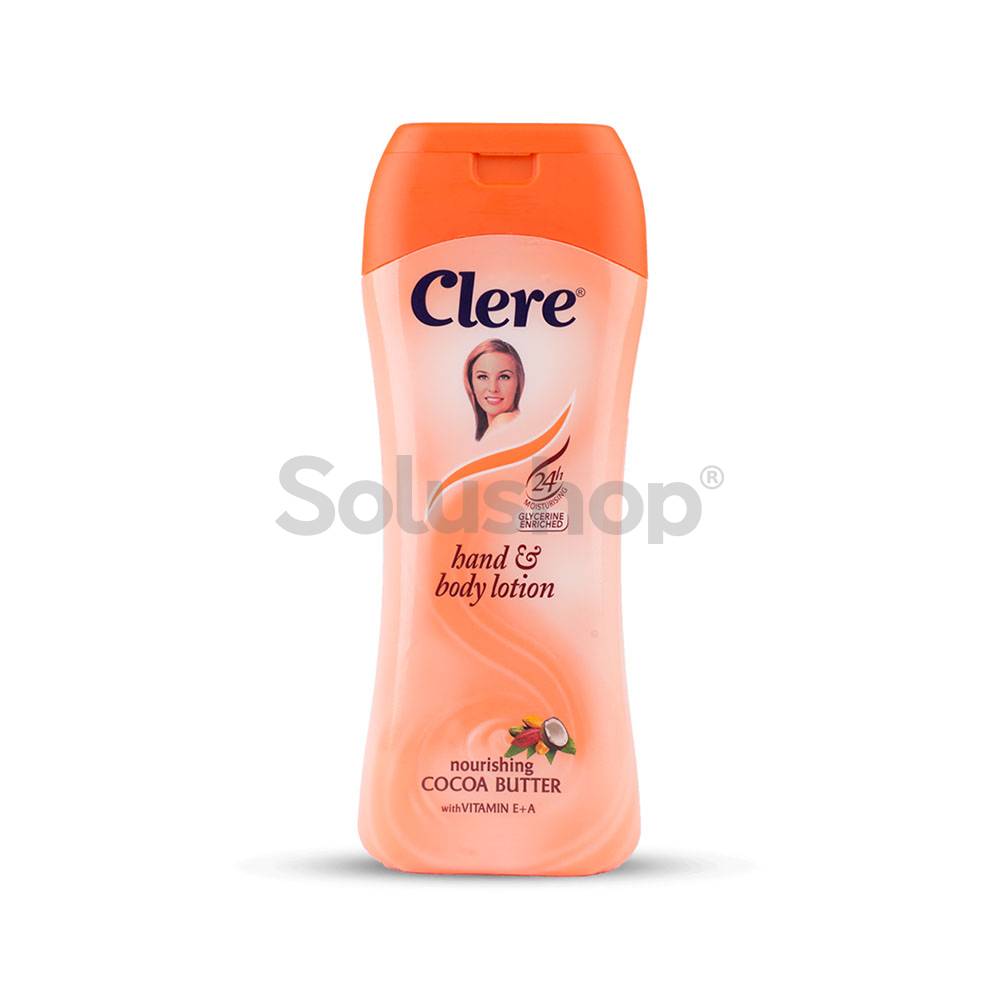 Clere®
Solushop®
24h
MOISTURISING
GLYCERINE
ENRICHED
hand &
body lotion
nourishing
COCOA BUTTER
with VITAMIN E+A